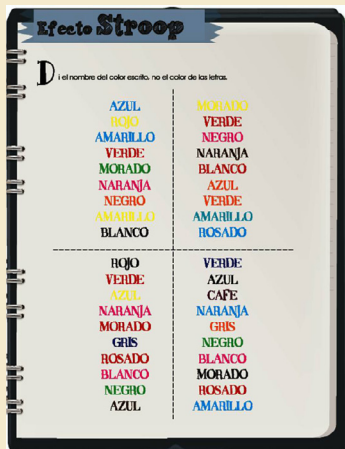 Efecto Stroop
Di el nombre del color escrito, no el color de las letras.
AZUL
ROJO
AMARILLO
VERDE
MORADO
NARANJA
NEGRO
AMARILLO
BLANCO
MORADO
VERDE
NEGRO
NARANJA
BLANCO
AZUL
VERDE
AMARILLO
ROSADO
ROJO
VERDE
AZUL
NARANJA
MORADO
GRIS
ROSADO
BLANCO
NEGRO
AZUL
VERDE
AZUL
CAFE
NARANJA
GRIS
NEGRO
BLANCO
MORADO
ROSADO
AMARILLO